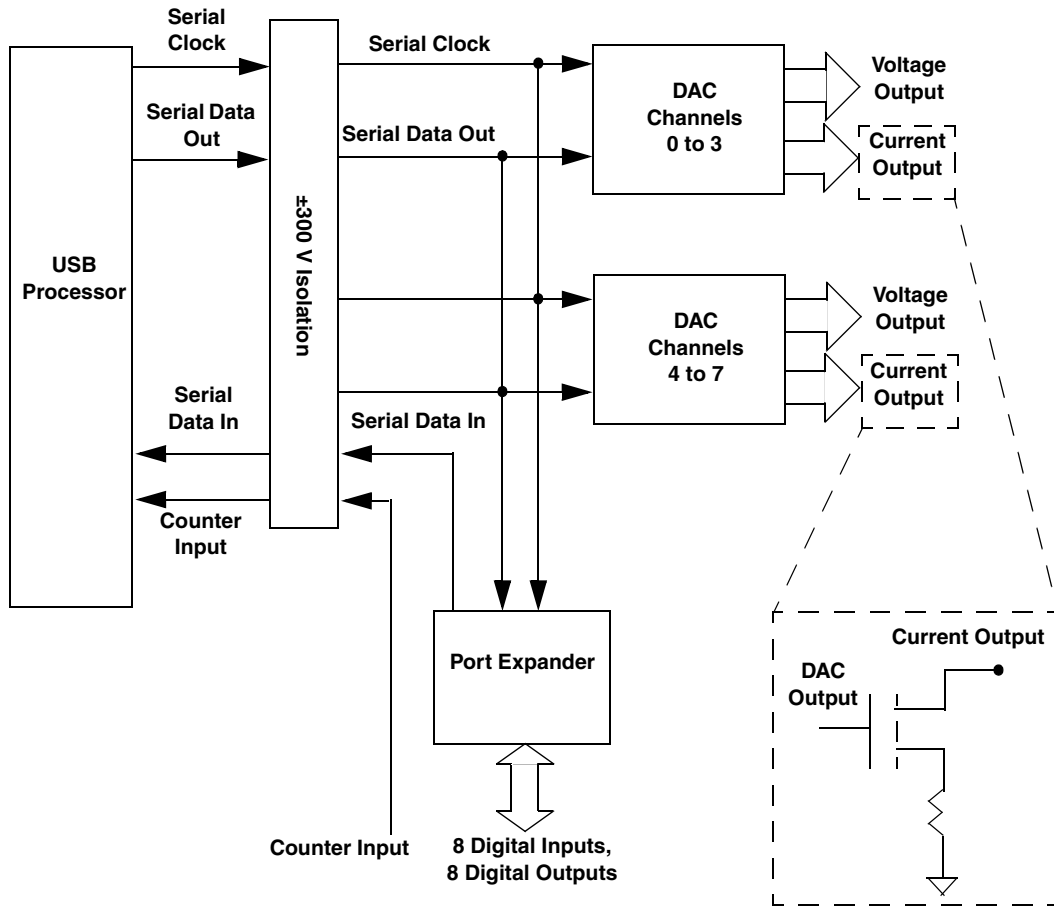 Serial
Clock
Serial Clock
Serial Data
Out
Serial Data Out
USB
Processor
±300 V Isolation
DAC
Channels
0 to 3
Voltage
Output
Current
Output
DAC
Channels
4 to 7
Voltage
Output
Current
Output
Serial
Data In
Serial Data In
Counter
Input
Port Expander
Counter Input
8 Digital Inputs,
8 Digital Outputs
Current Output
DAC
Output